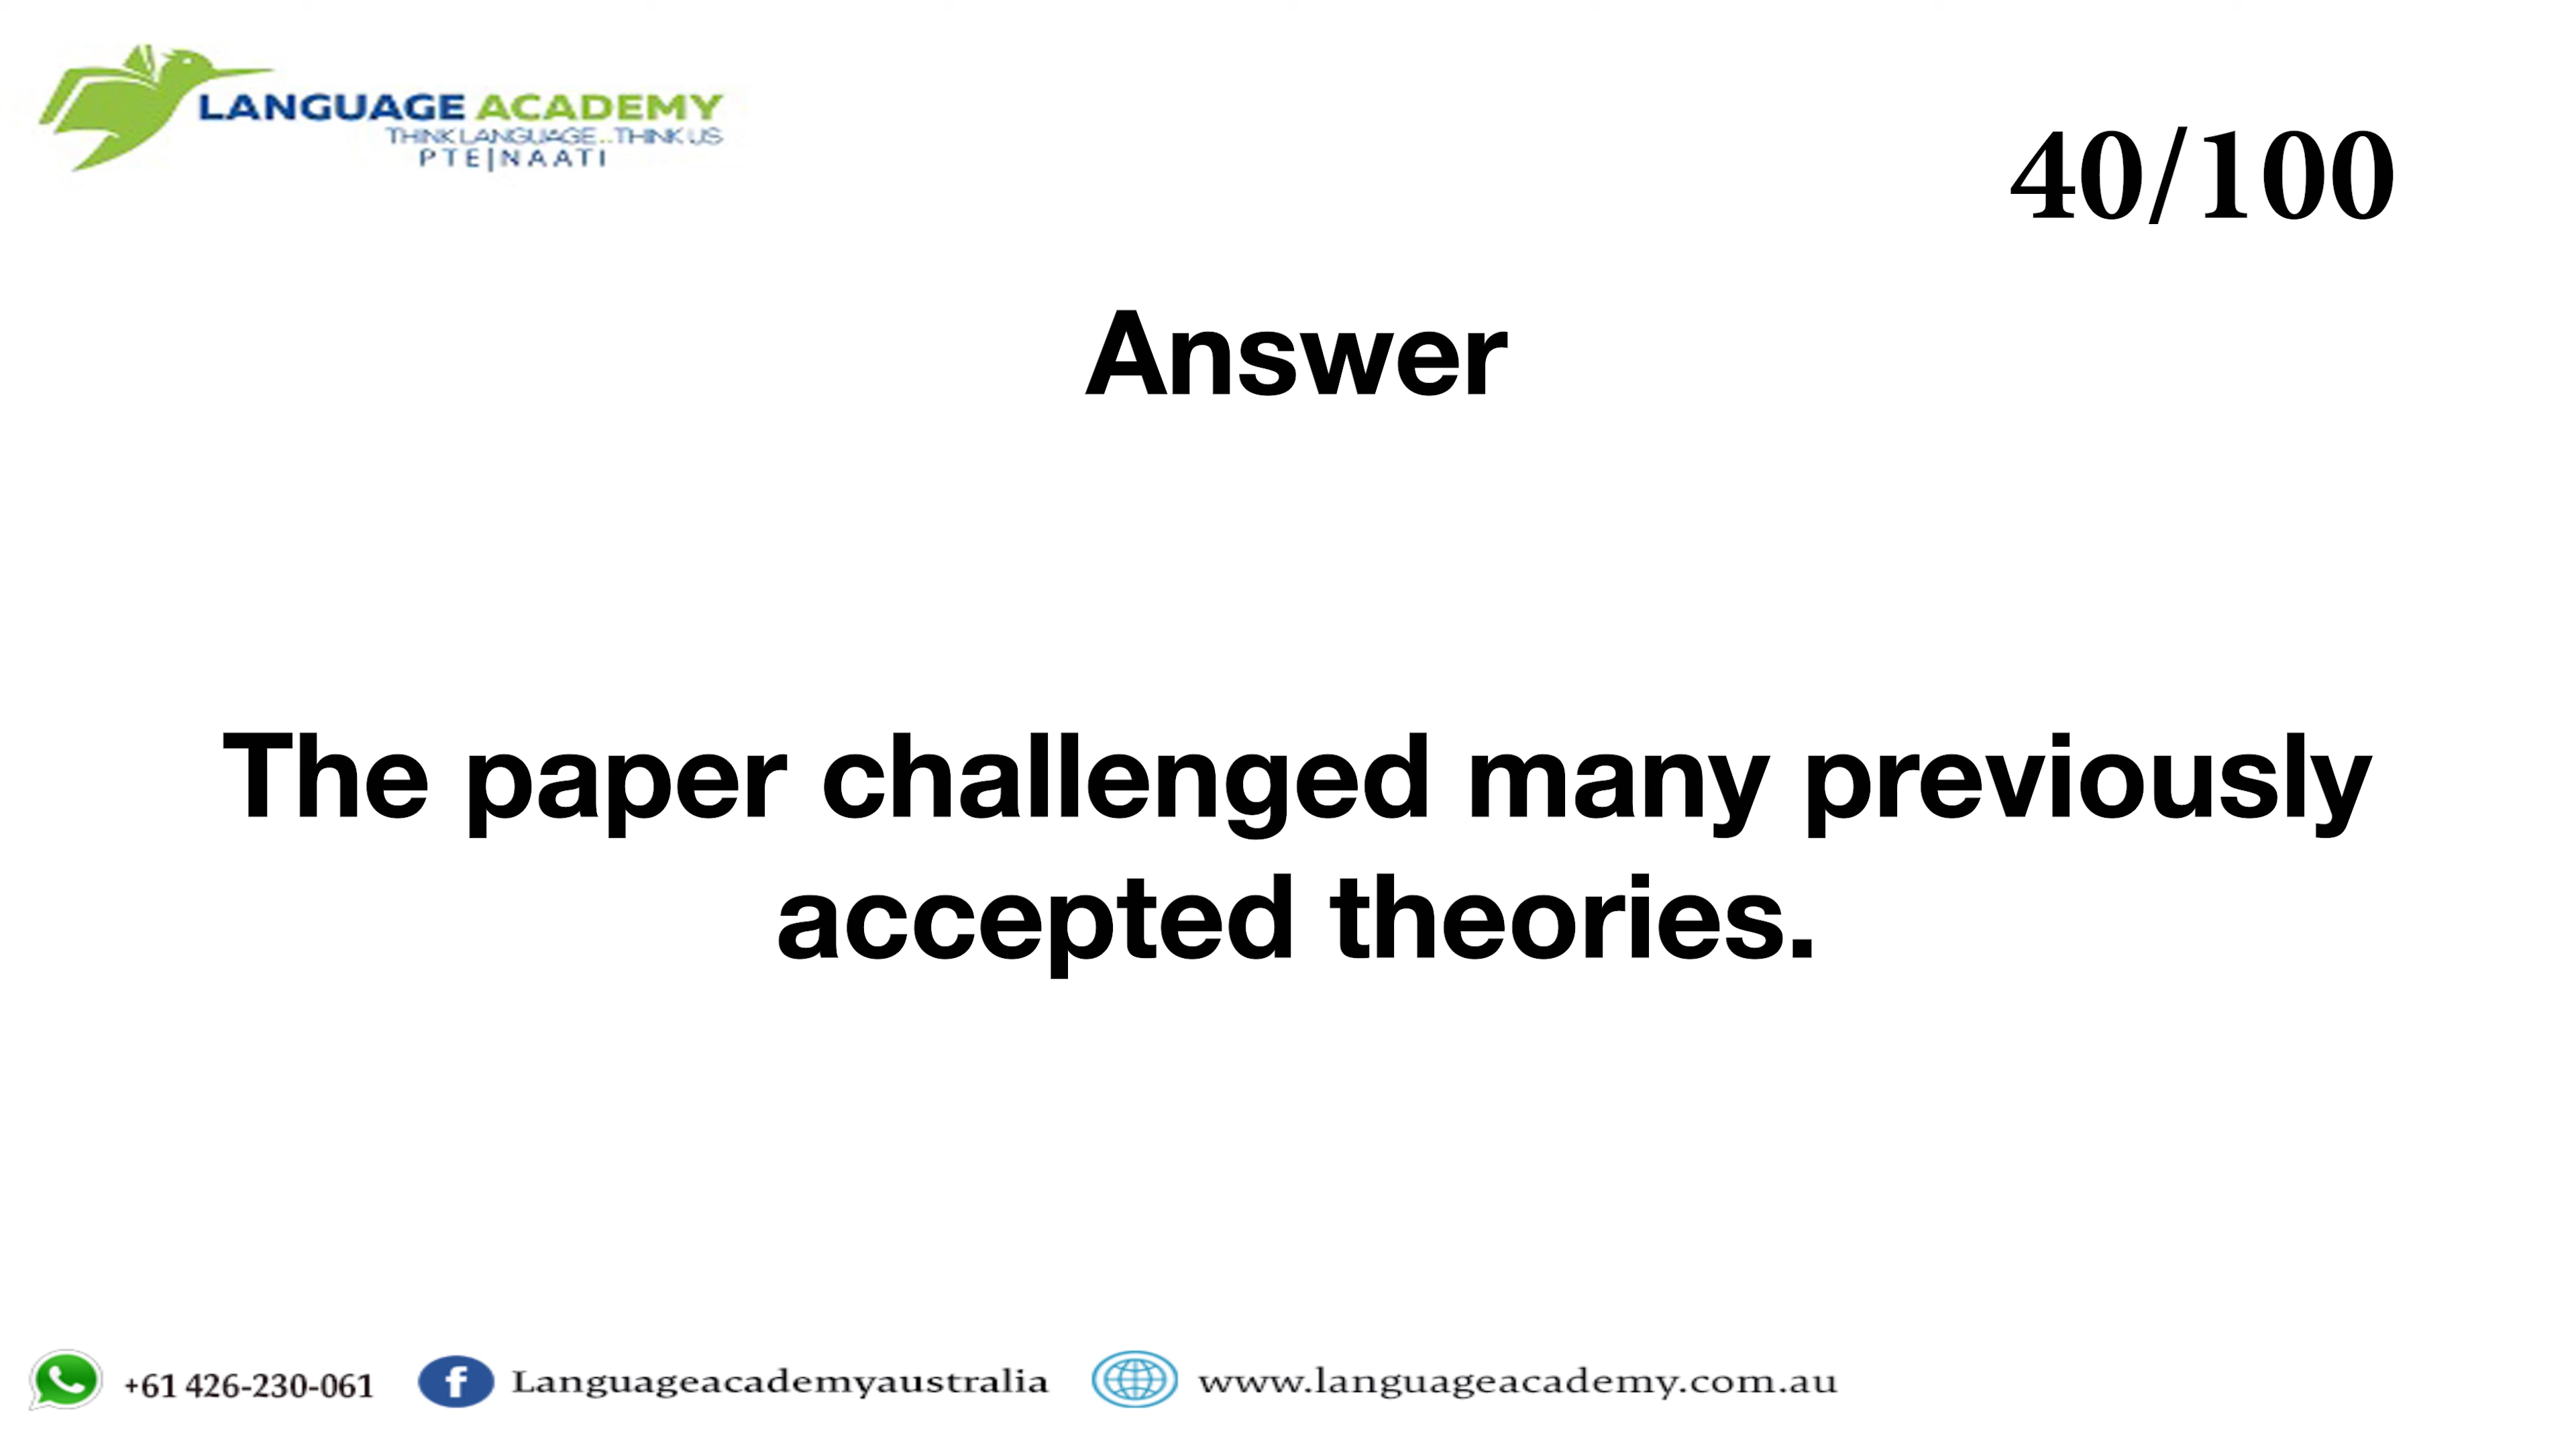 LANGUAGE ACADEMY
THINK LANGUAGE..THINK US
PTE|NAATI
40/100
Answer
The paper challenged many previously
accepted theories.
+61 426-230-061 Languageacademyaustralia www.languageacademy.com.au